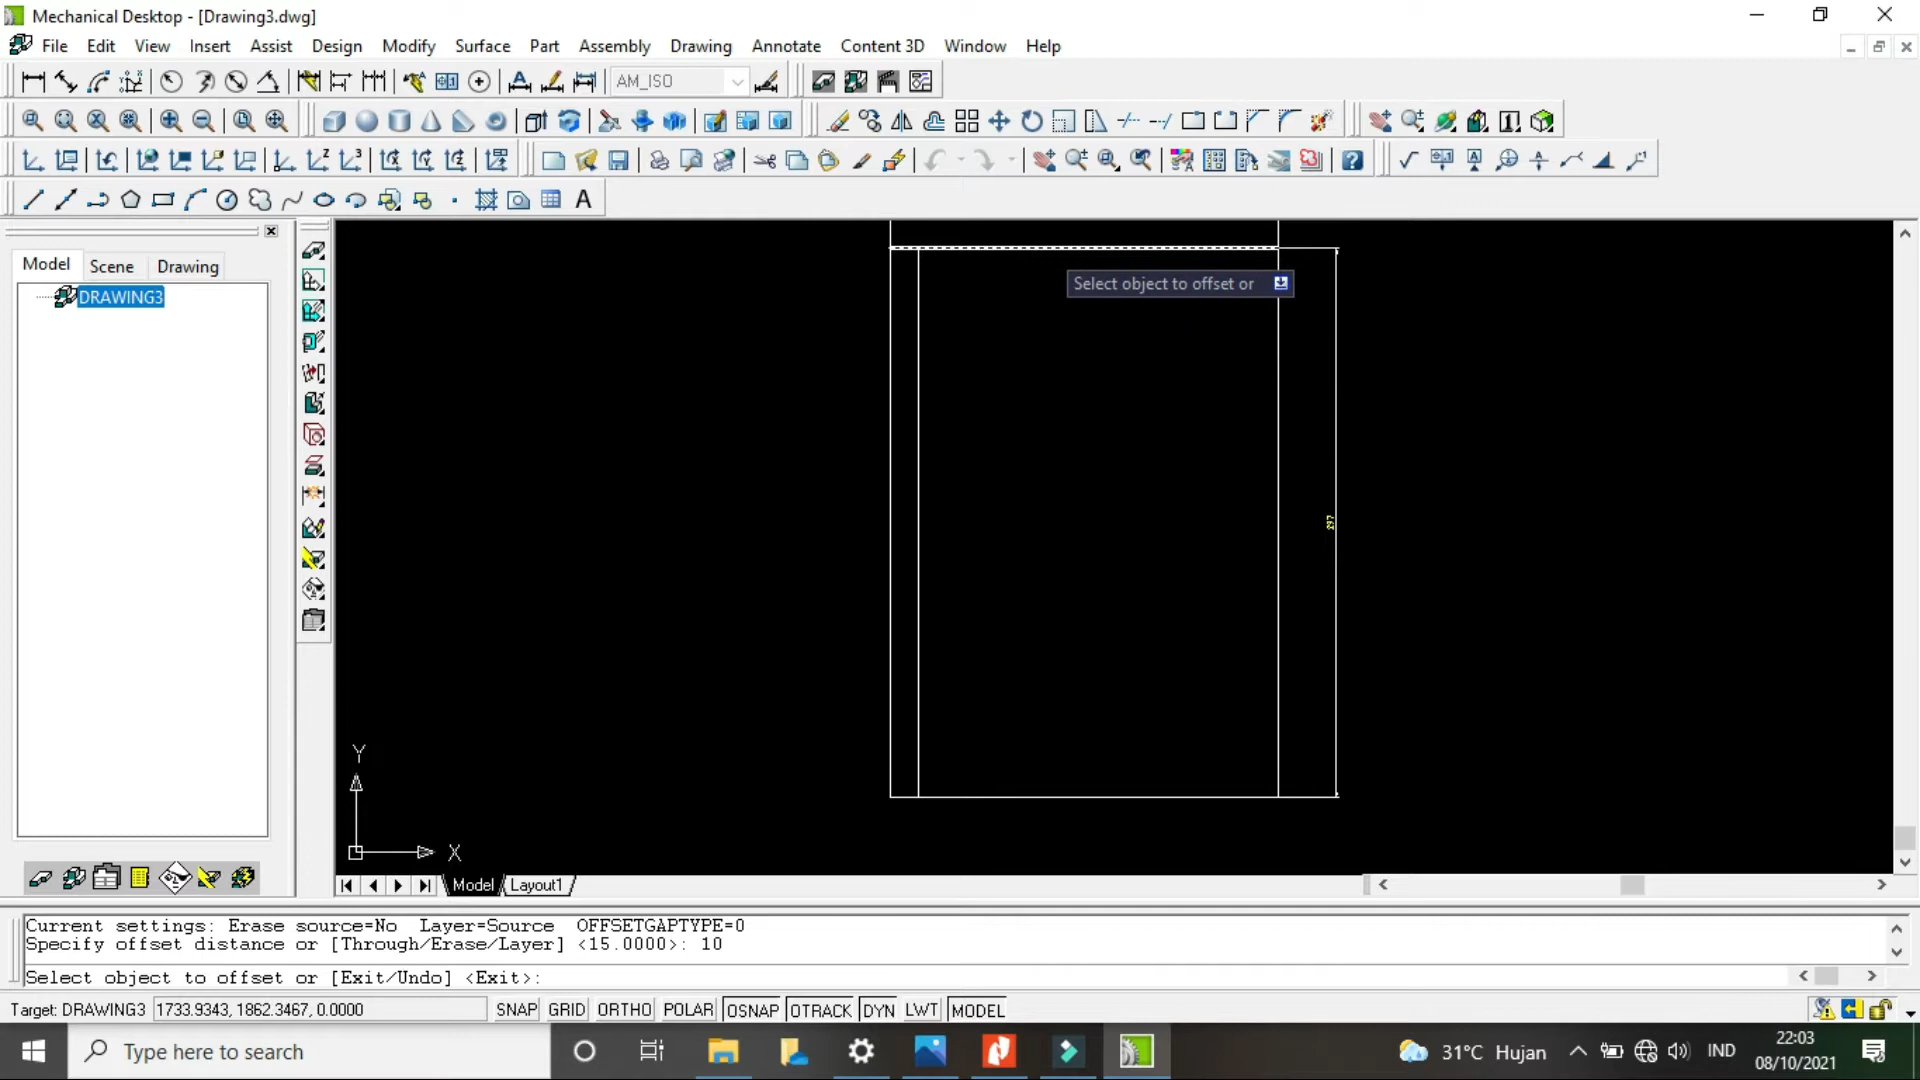 Mechanical Desktop - [Drawing3.dwg]
File Edit View Insert Assist Design Modify Surface Part Assembly Drawing Annotate Content 3D Window Help
AM_ISO
A
Model Scene Drawing
DRAWING3
Select object to offset or
297
Y
X
Model Layout1
Current settings: Erase source=No Layer=Source OFFSETGAPTYPE=0
Specify offset distance or [Through/Erase/Layer] <15.0000>: 10
Select object to offset or [Exit/Undo] <Exit>:
Target: DRAWING3 1733.9343, 1862.3467, 0.0000 SNAP GRID ORTHO POLAR OSNAP OTRACK DYN LWT MODEL
Type here to search
31°C Hujan
IND
22:03
08/10/2021